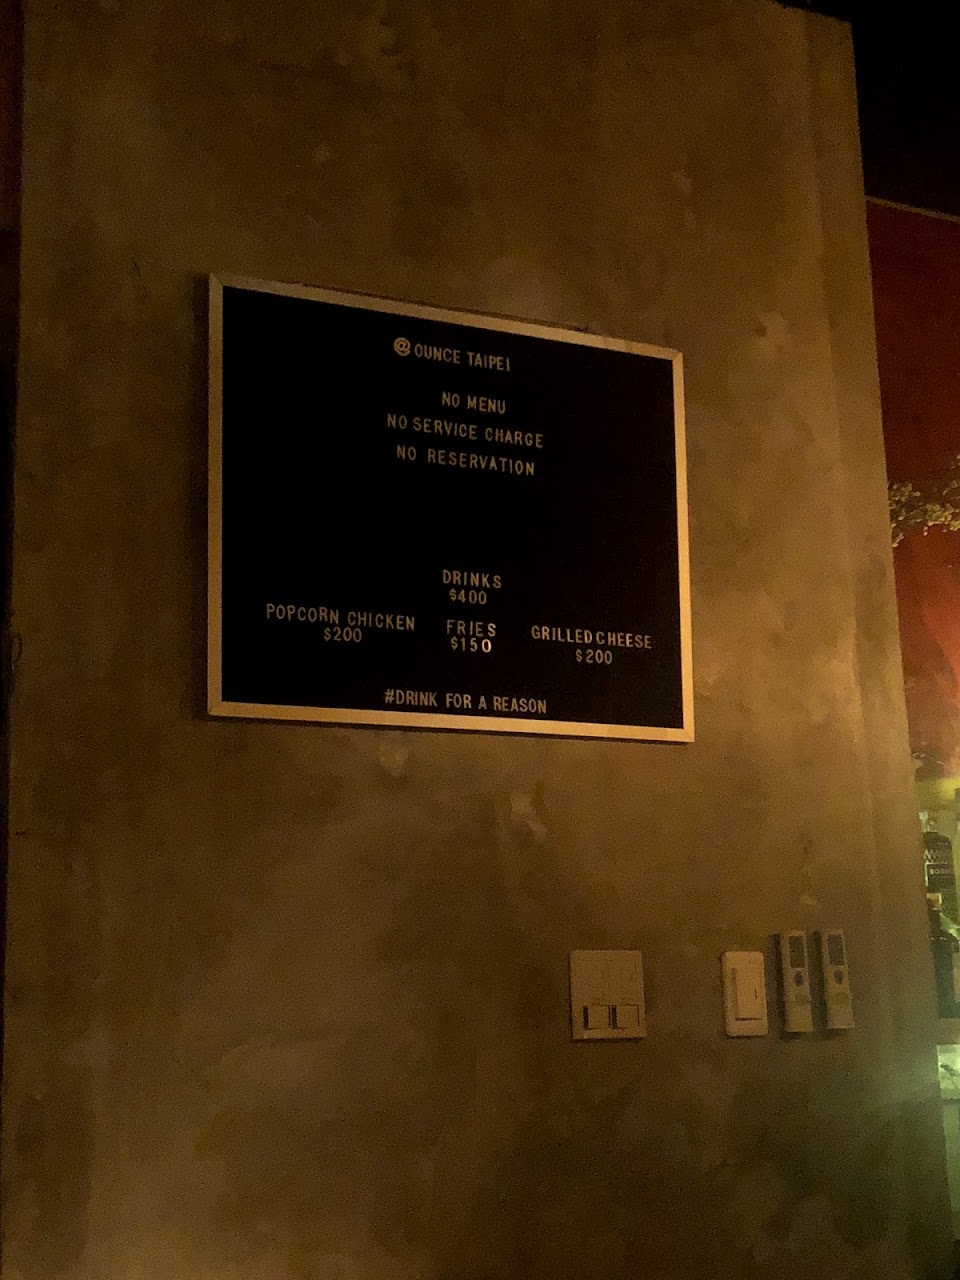 @ OUNCE TAIPEI
NO MENU
NO SERVICE CHARGE
NO RESERVATION
DRINKS
$400
POPCORN CHICKEN
$200
FRIES
$150
GRILLED CHEESE
$200
#DRINK FOR A REASON